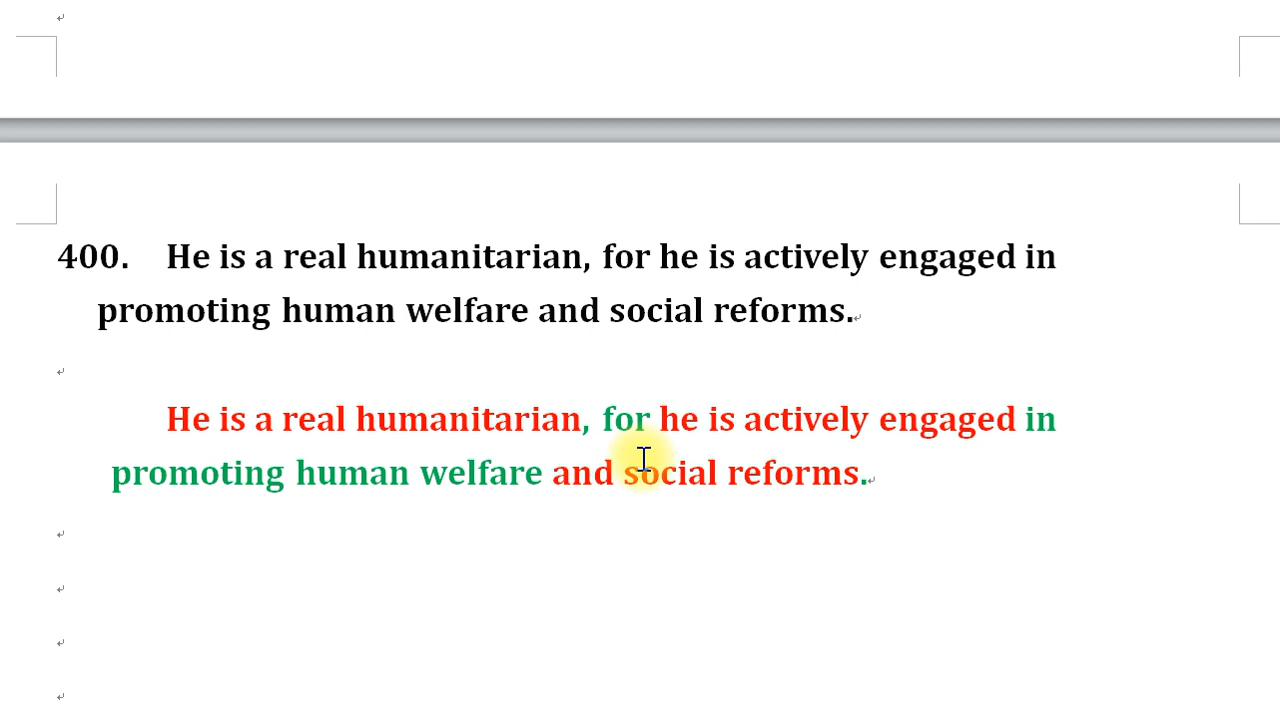 400. He is a real humanitarian, for he is actively engaged in
promoting human welfare and social reforms.
He is a real humanitarian, for he is actively engaged in
promoting human welfare and social reforms.